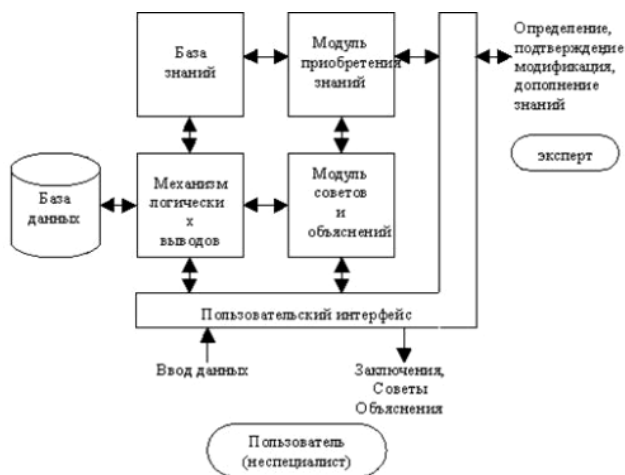 База
знаний
Модуль
приобретения
знаний
Определение,
подтверждение,
модификация,
дополнение
знаний
эксперт
База
данных
Механизм
логически
х
выводов
Модуль
советов
и
объяснений
Пользовательский интерфейс
Ввод данных
Заключения,
Советы
Объяснения
Пользователь
(неспециалист)